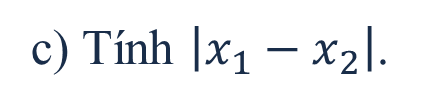 c) Tính |x₁ − x₂|.